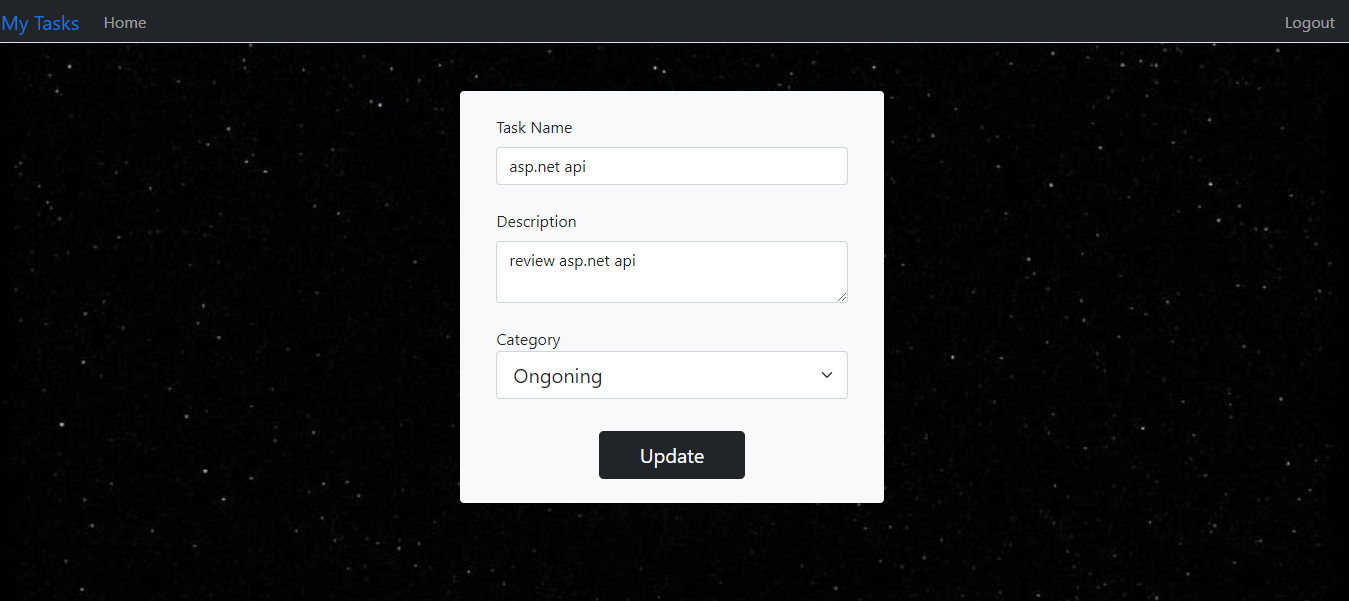 My Tasks Home Logout
Task Name
asp.net api
Description
review asp.net api
Category
Ongoning
Update